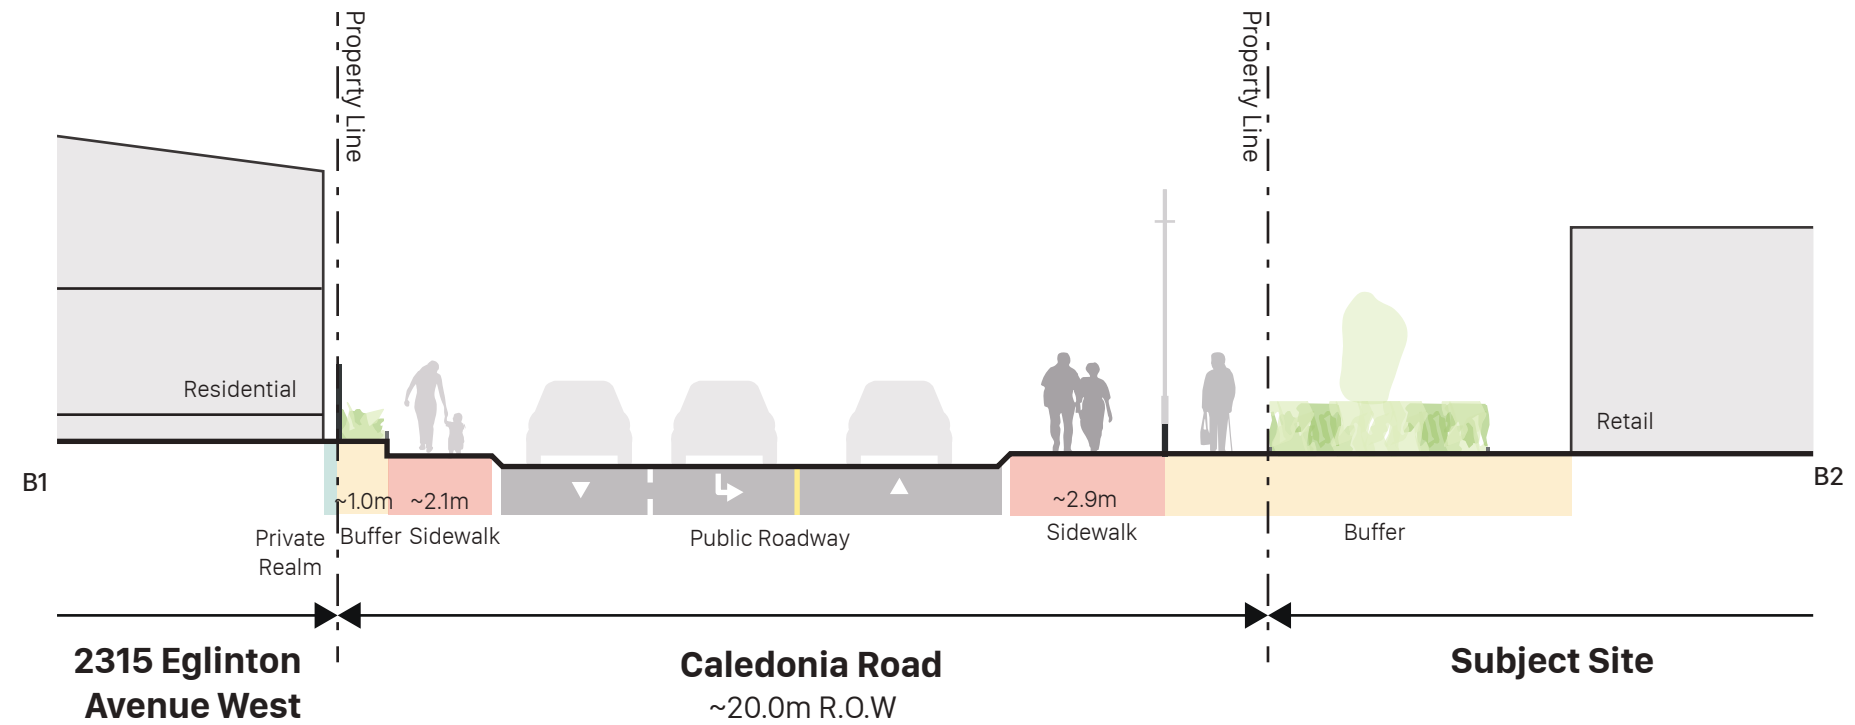 Property Line
Property Line
Residential
Retail
B1
B2
~1.0m
~2.1m
~2.9m
Private
Realm
Buffer
Sidewalk
Public Roadway
Sidewalk
Buffer
2315 Eglinton
Avenue West
Caledonia Road
~20.0m R.O.W
Subject Site